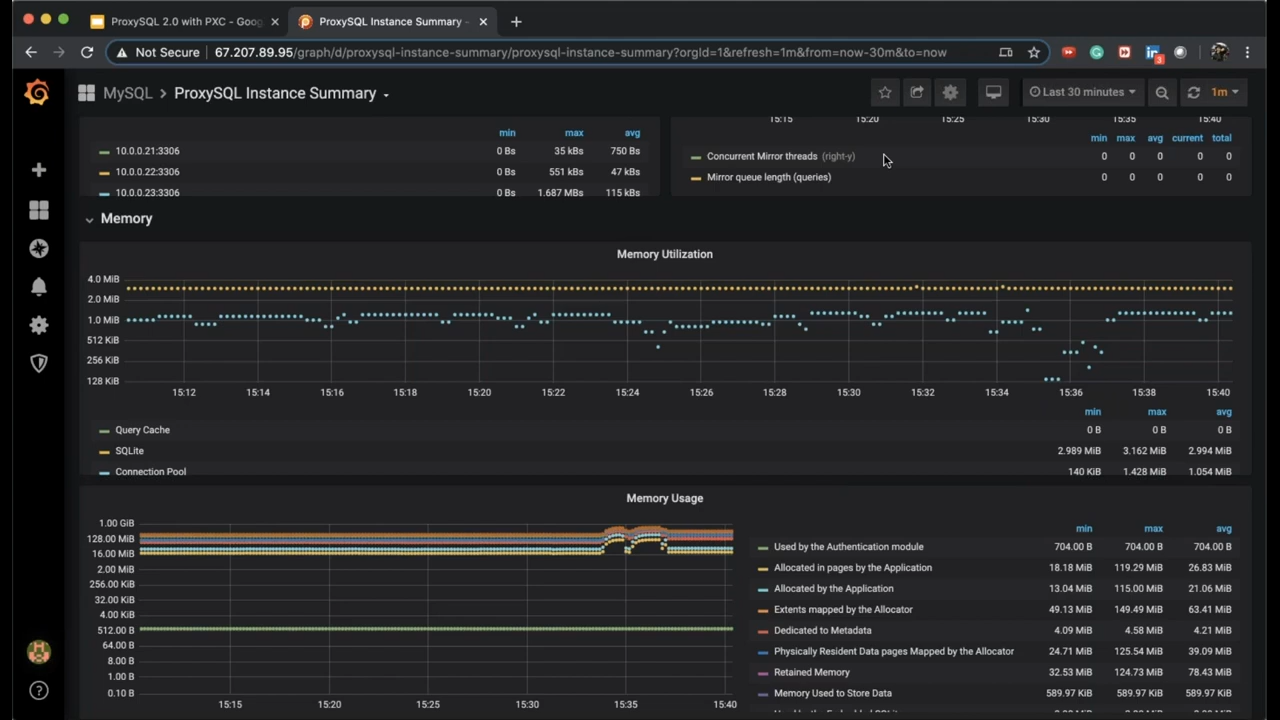 ProxySQL 2.0 with PXC - Goog
ProxySQL Instance Summary -
Not Secure
67.207.89.95/graph/d/proxysql-instance-summary/proxysql-instance-summary?orgId=1&refresh=1m&from=now-30m&to=now
3
MySQL > ProxySQL Instance Summary
Last 30 minutes
1m
min max avg
10.0.0.21:3306 0 Bs 35 kBs 750 Bs
10.0.0.22:3306 0 Bs 551 kBs 47 kBs
10.0.0.23:3306 0 Bs 1.687 MBs 115 kBs
15:15 15:20 15:25 15:30 15:35 15:40
min max avg current total
Concurrent Mirror threads (right-y) 0 0 0 0 0
Mirror queue length (queries) 0 0 0 0 0
Memory
Memory Utilization
4.0 MiB
2.0 MiB
1.0 MiB
512 KiB
256 KiB
128 KiB
15:12 15:14 15:16 15:18 15:20 15:22 15:24 15:26 15:28 15:30 15:32 15:34 15:36 15:38 15:40
min max avg
Query Cache 0 B 0 B 0 B
SQLite 2.989 MiB 3.162 MiB 2.994 MiB
Connection Pool 140 KiB 1.428 MiB 1.054 MiB
Memory Usage
1.00 GiB
128.00 MiB
16.00 MiB
2.00 MiB
256.00 KiB
32.00 KiB
4.00 KiB
512.00 B
64.00 B
8.00 B
1.00 B
0.10 B
15:15 15:20 15:25 15:30 15:35 15:40
min max avg
Used by the Authentication module 704.00 B 704.00 B 704.00 B
Allocated in pages by the Application 18.18 MiB 119.29 MiB 26.83 MiB
Allocated by the Application 13.04 MiB 115.00 MiB 21.06 MiB
Extents mapped by the Allocator 49.13 MiB 149.49 MiB 63.41 MiB
Dedicated to Metadata 4.09 MiB 4.58 MiB 4.21 MiB
Physically Resident Data pages Mapped by the Allocator 24.71 MiB 125.54 MiB 39.09 MiB
Retained Memory 32.53 MiB 124.73 MiB 78.43 MiB
Memory Used to Store Data 589.97 KiB 589.97 KiB 589.97 KiB